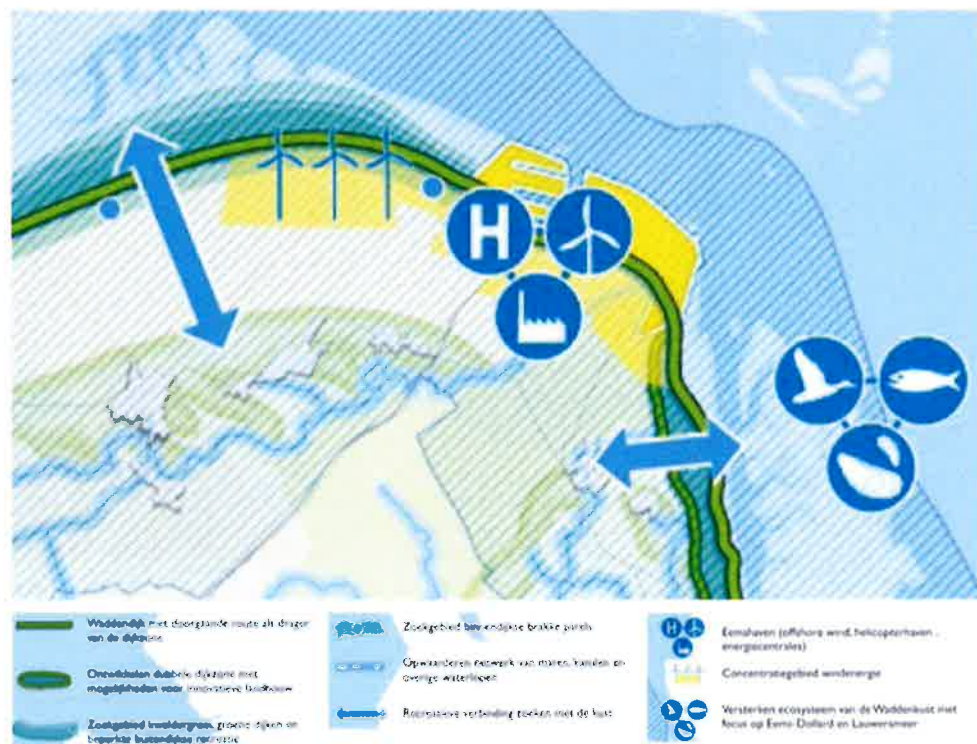 H
Waddendijk met doorgaande route als drager
van de dijkzone
Ontwikkelen dubbele dijkzone met
mogelijkheden voor innovatieve landbouw
Zoekgebied kweldergroei, groene dijken en
beperkte buitendijkse recreatie
Zoekgebied binnendijkse brakke parels
Opwaarderen netwerk van maren, kanalen en
overige waterlopen
Recreatieve verbinding zoeken met de kust
H
Eemshaven (offshore wind, helicopterhaven,
energiecentrales)
Concentratiegebied windenergie
Versterken ecosysteem van de Waddenkust met
focus op Eems-Dollard en Lauwersmeer